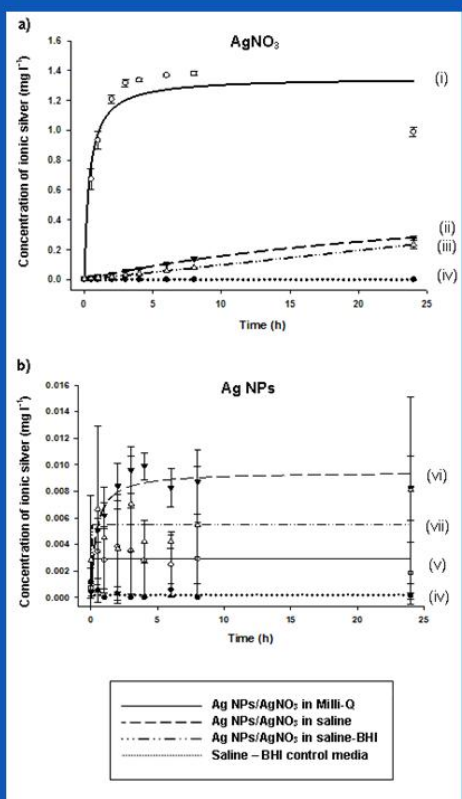 a)
AgNO₃
Concentration of ionic silver (mg l⁻¹)
1.6
1.4
1.2
1.0
0.8
0.6
0.4
0.2
0.0
0
5
10
15
20
25
Time (h)
(i)
(ii)
(iii)
(iv)
b)
Ag NPs
Concentration of ionic silver (mg l⁻¹)
0.016
0.014
0.012
0.010
0.008
0.006
0.004
0.002
0.000
0
5
10
15
20
25
Time (h)
(vi)
(vii)
(v)
(iv)
Ag NPs/AgNO₃ in Milli-Q
Ag NPs/AgNO₃ in saline
Ag NPs/AgNO₃ in saline-BHI
Saline – BHI control media